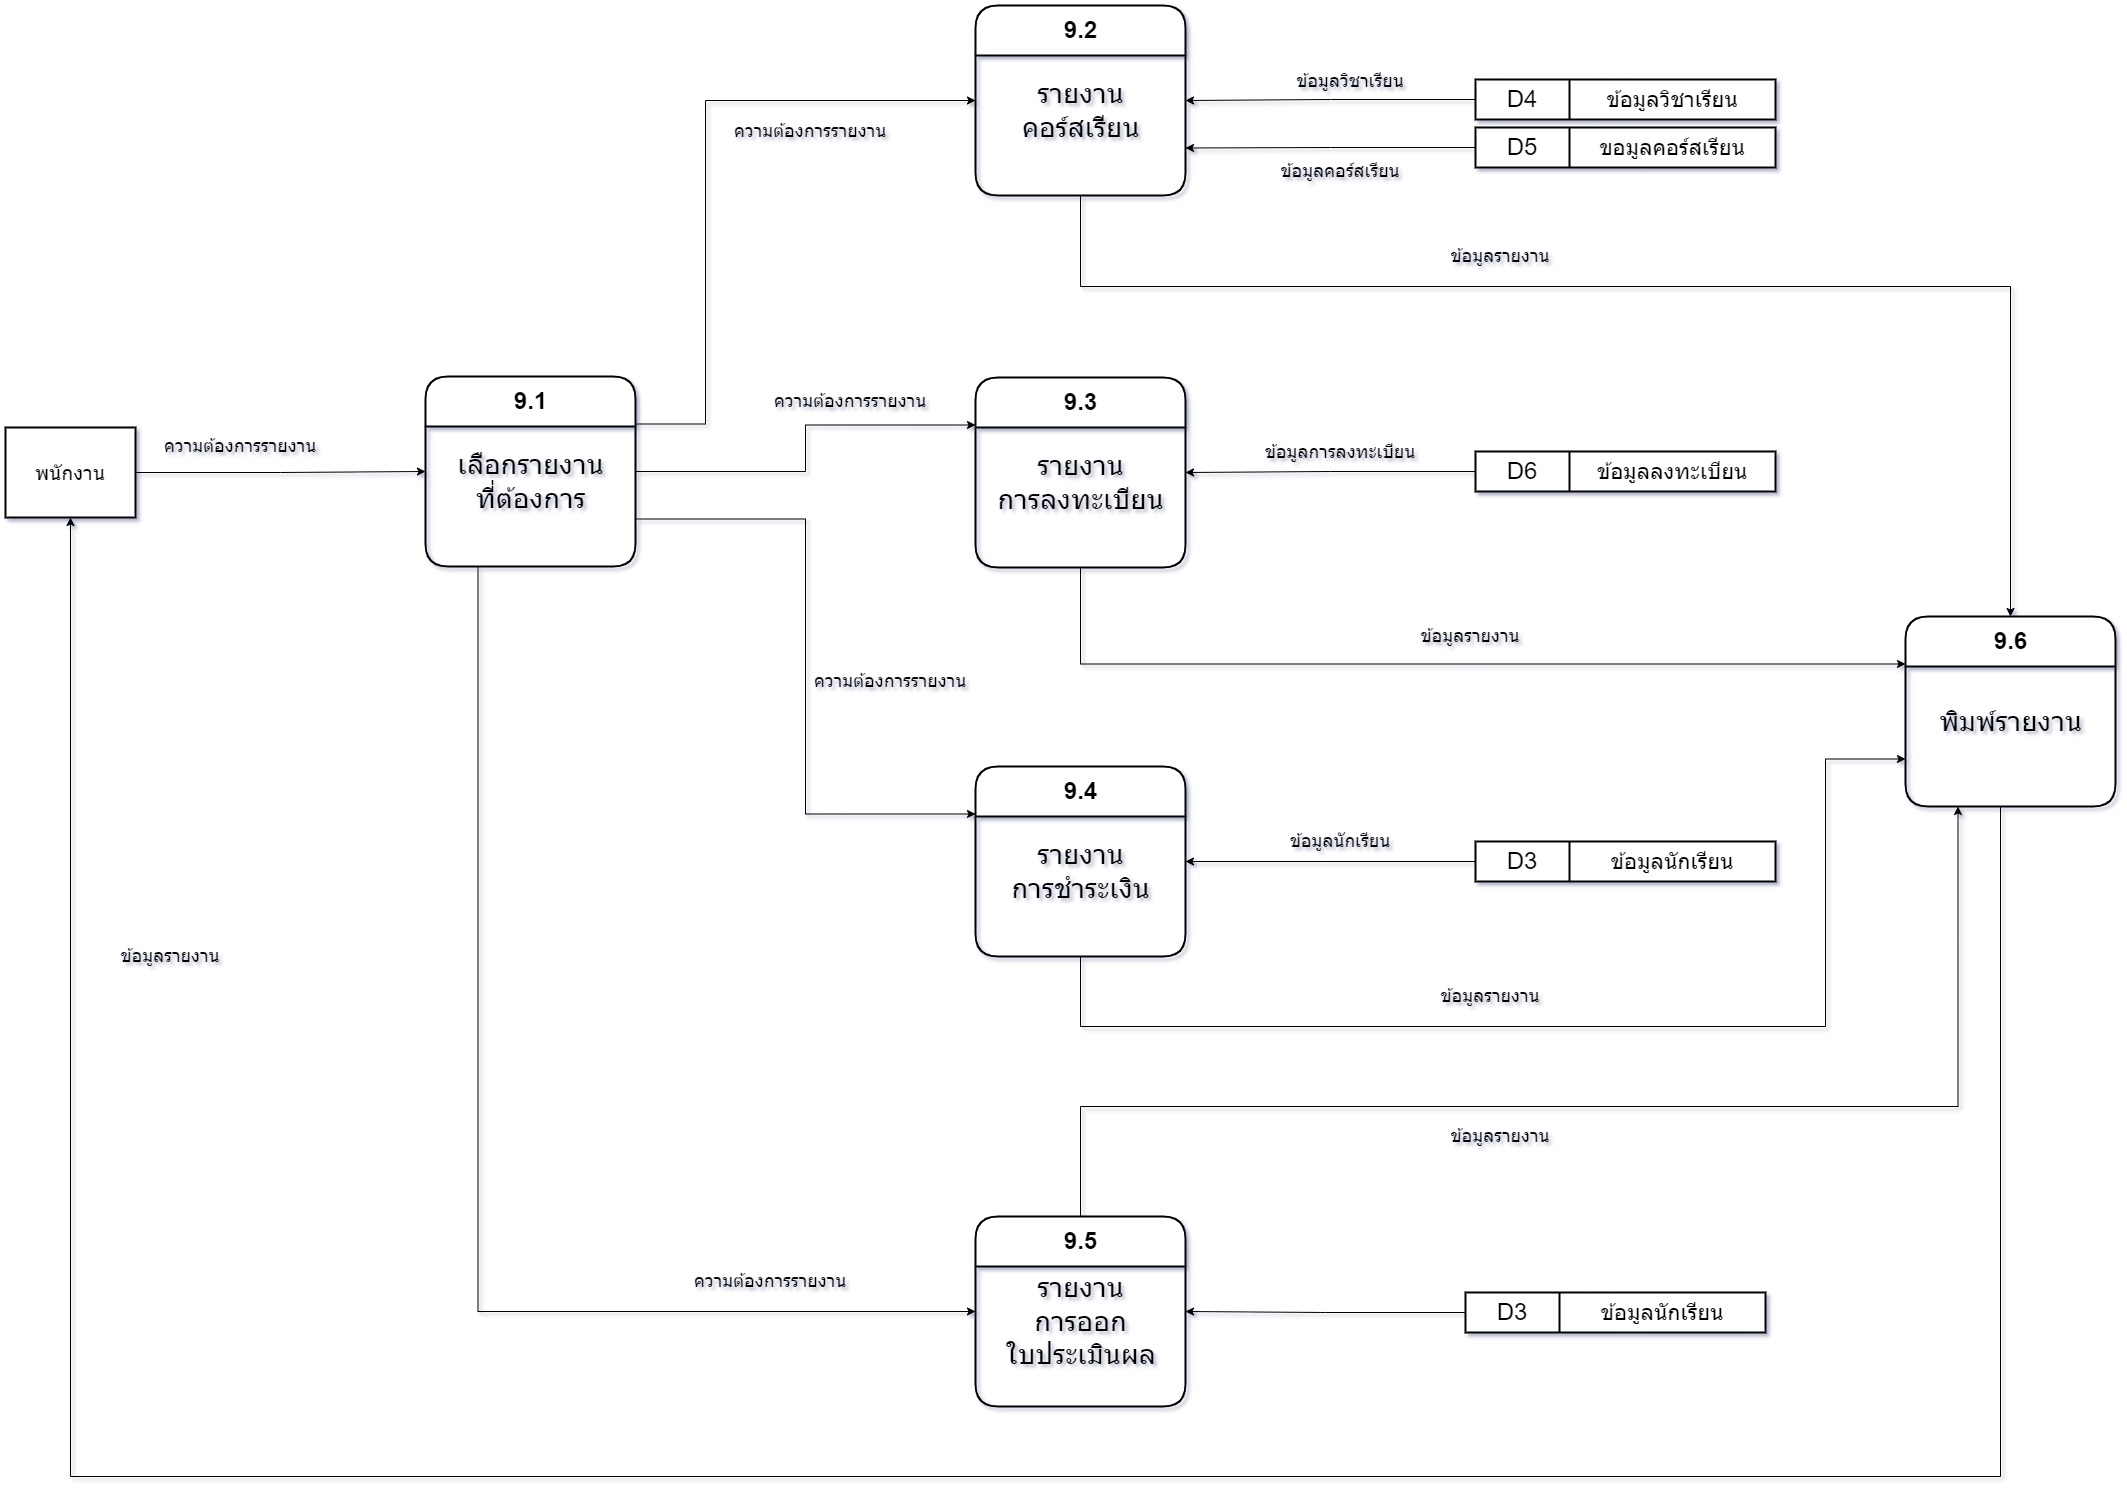 9.2
รายงาน
คอร์สเรียน
ข้อมูลวิชาเรียน
D4 ข้อมูลวิชาเรียน
ความต้องการรายงาน
D5 ขอมูลคอร์สเรียน
ข้อมูลคอร์สเรียน
ข้อมูลรายงาน
9.1
เลือกรายงาน
ที่ต้องการ
พนักงาน
ความต้องการรายงาน
ความต้องการรายงาน
9.3
รายงาน
การลงทะเบียน
ข้อมูลการลงทะเบียน
D6 ข้อมูลลงทะเบียน
ข้อมูลรายงาน
9.6
พิมพ์รายงาน
ความต้องการรายงาน
9.4
รายงาน
การชำระเงิน
ข้อมูลนักเรียน
D3 ข้อมูลนักเรียน
ข้อมูลรายงาน
ข้อมูลรายงาน
ข้อมูลรายงาน
9.5
รายงาน
การออก
ใบประเมินผล
ความต้องการรายงาน
D3 ข้อมูลนักเรียน